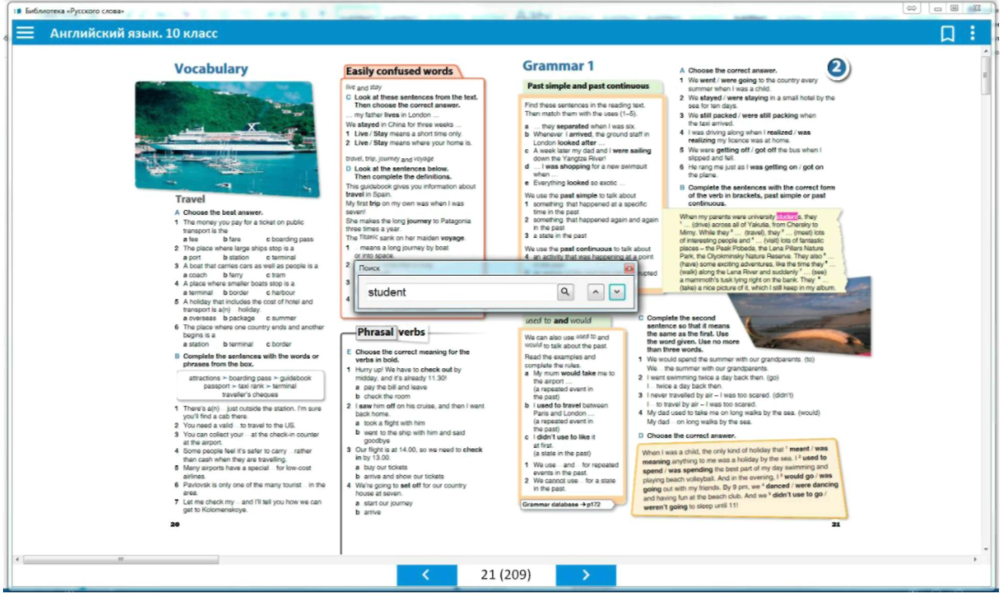 Библиотека «Русского слова»
Английский язык. 10 класс
Vocabulary
Travel
A Choose the best answer.
1 The money you pay for a ticket on public
transport is the
a fee b fare c boarding pass
2 The place where large ships stop is a
a port b station c terminal
3 A boat that carries cars as well as people is a
a coach b ferry c tram
4 A place where smaller boats stop is a
a terminal b border c harbour
5 A holiday that includes the cost of hotel and
transport is a(n) holiday.
a overseas b package c summer
6 The place where one country ends and another
begins is a
a station b terminal c border
B Complete the sentences with the words or
phrases from the box.
attractions > boarding pass > guidebook
passport > taxi rank > terminal
traveller's cheques
1 There's a(n) ... just outside the station. I'm sure
you'll find a cab there.
2 You need a valid ... to travel to the US.
3 You can collect your ... at the check-in counter
at the airport.
4 Some people feel it's safer to carry ... rather
than cash when they are travelling.
5 Many airports have a special ... for low-cost
airlines.
6 Pavlovsk is only one of the many tourist ... in the
area.
7 Let me check my ... and I'll tell you how we can
get to Kolomenskoye.
20
Easily confused words
live and stay
C Look at these sentences from the text.
Then choose the correct answer.
... my father lives in London ...
We stayed in China for three weeks ...
1 Live / Stay means a short time only.
2 Live / Stay means where your home is.
travel, trip, journey and voyage
D Look at the sentences below.
Then complete the definitions.
This guidebook gives you information about
travel in Spain.
My first trip on my own was when I was
seven!
She makes the long journey to Patagonia
three times a year.
The Titanic sank on her maiden voyage.
1 ... means a long journey by boat
or into space.
2
3
4
Phrasal verbs
E Choose the correct meaning for the
verbs in bold.
1 Hurry up! We have to check out by
midday, and it's already 11.30!
a pay the bill and leave
b check the room
2 I saw him off on his cruise, and then I went
back home.
a took a flight with him
b went to the ship with him and said
goodbye
3 Our flight is at 14.00, so we need to check
in by 13.00.
a buy our tickets
b arrive and show our tickets
4 We're going to set off for our country
house at seven.
a start our journey
b arrive
Поиск
student
Grammar 1
Past simple and past continuous
Find these sentences in the reading text.
Then match them with the uses (1–5).
a ... they separated when I was six.
b Whenever I arrived, the ground staff in
London looked after ...
c A week later my dad and I were sailing
down the Yangtze River!
d ... I was shopping for a new swimsuit
when ...
e Everything looked so exotic ...
We use the past simple to talk about
1 something that happened at a specific
time in the past
2 something that happened again and again
in the past
3 a state in the past
We use the past continuous to talk about
4 an activity that was happening at a point
rupted
used to and would
We can also use used to and
would to talk about the past.
Read the examples and
complete the rules.
a My mum would take me to
the airport ...
(a repeated event in
the past)
b I used to travel between
Paris and London ...
(a repeated event in
the past)
c I didn't use to like it
at first.
(a state in the past)
1 We use ... and ... for repeated
events in the past.
2 We cannot use ... for a state
in the past.
Grammar database → p172
2
A Choose the correct answer.
1 We went / were going to the country every
summer when I was a child.
2 We stayed / were staying in a small hotel by the
sea for ten days.
3 We still packed / were still packing when
the taxi arrived.
4 I was driving along when I realized / was
realizing my licence was at home.
5 We were getting off / got off the bus when I
slipped and fell.
6 He rang me just as I was getting on / got on
the plane.
B Complete the sentences with the correct form
of the verb in brackets, past simple or past
continuous.
When my parents were university students, they
1 ... (drive) across all of Yakutia, from Chersky to
Mirny. While they 2 ... (travel), they 3 ... (meet) lots
of interesting people and 4 ... (visit) lots of fantastic
places – the Peak Pobeda, the Lena Pillars Nature
Park, the Olyokminsky Nature Reserve. They also 5 ...
(have) some exciting adventures, like the time they 6 ...
(walk) along the Lena River and suddenly 7 ... (see)
a mammoth's tusk lying right on the bank. They 8 ...
(take) a nice picture of it, which I still keep in my album.
C Complete the second
sentence so that it means
the same as the first. Use
the word given. Use no more
than three words.
1 We would spend the summer with our grandparents. (to)
We ... the summer with our grandparents.
2 I went swimming twice a day back then. (go)
I ... twice a day back then.
3 I never travelled by air – I was too scared. (didn't)
I ... to travel by air – I was too scared.
4 My dad used to take me on long walks by the sea. (would)
My dad ... on long walks by the sea.
D Choose the correct answer.
When I was a child, the only kind of holiday that 1 meant / was
meaning anything to me was a holiday by the sea. I 2 used to
spend / was spending the best part of my day swimming and
playing beach volleyball. And in the evening, I 3 would go / was
going out with my friends. By 9 pm, we 4 danced / were dancing
and having fun at the beach club. And we 5 didn't use to go /
weren't going to sleep until 11!
21
21 (209)